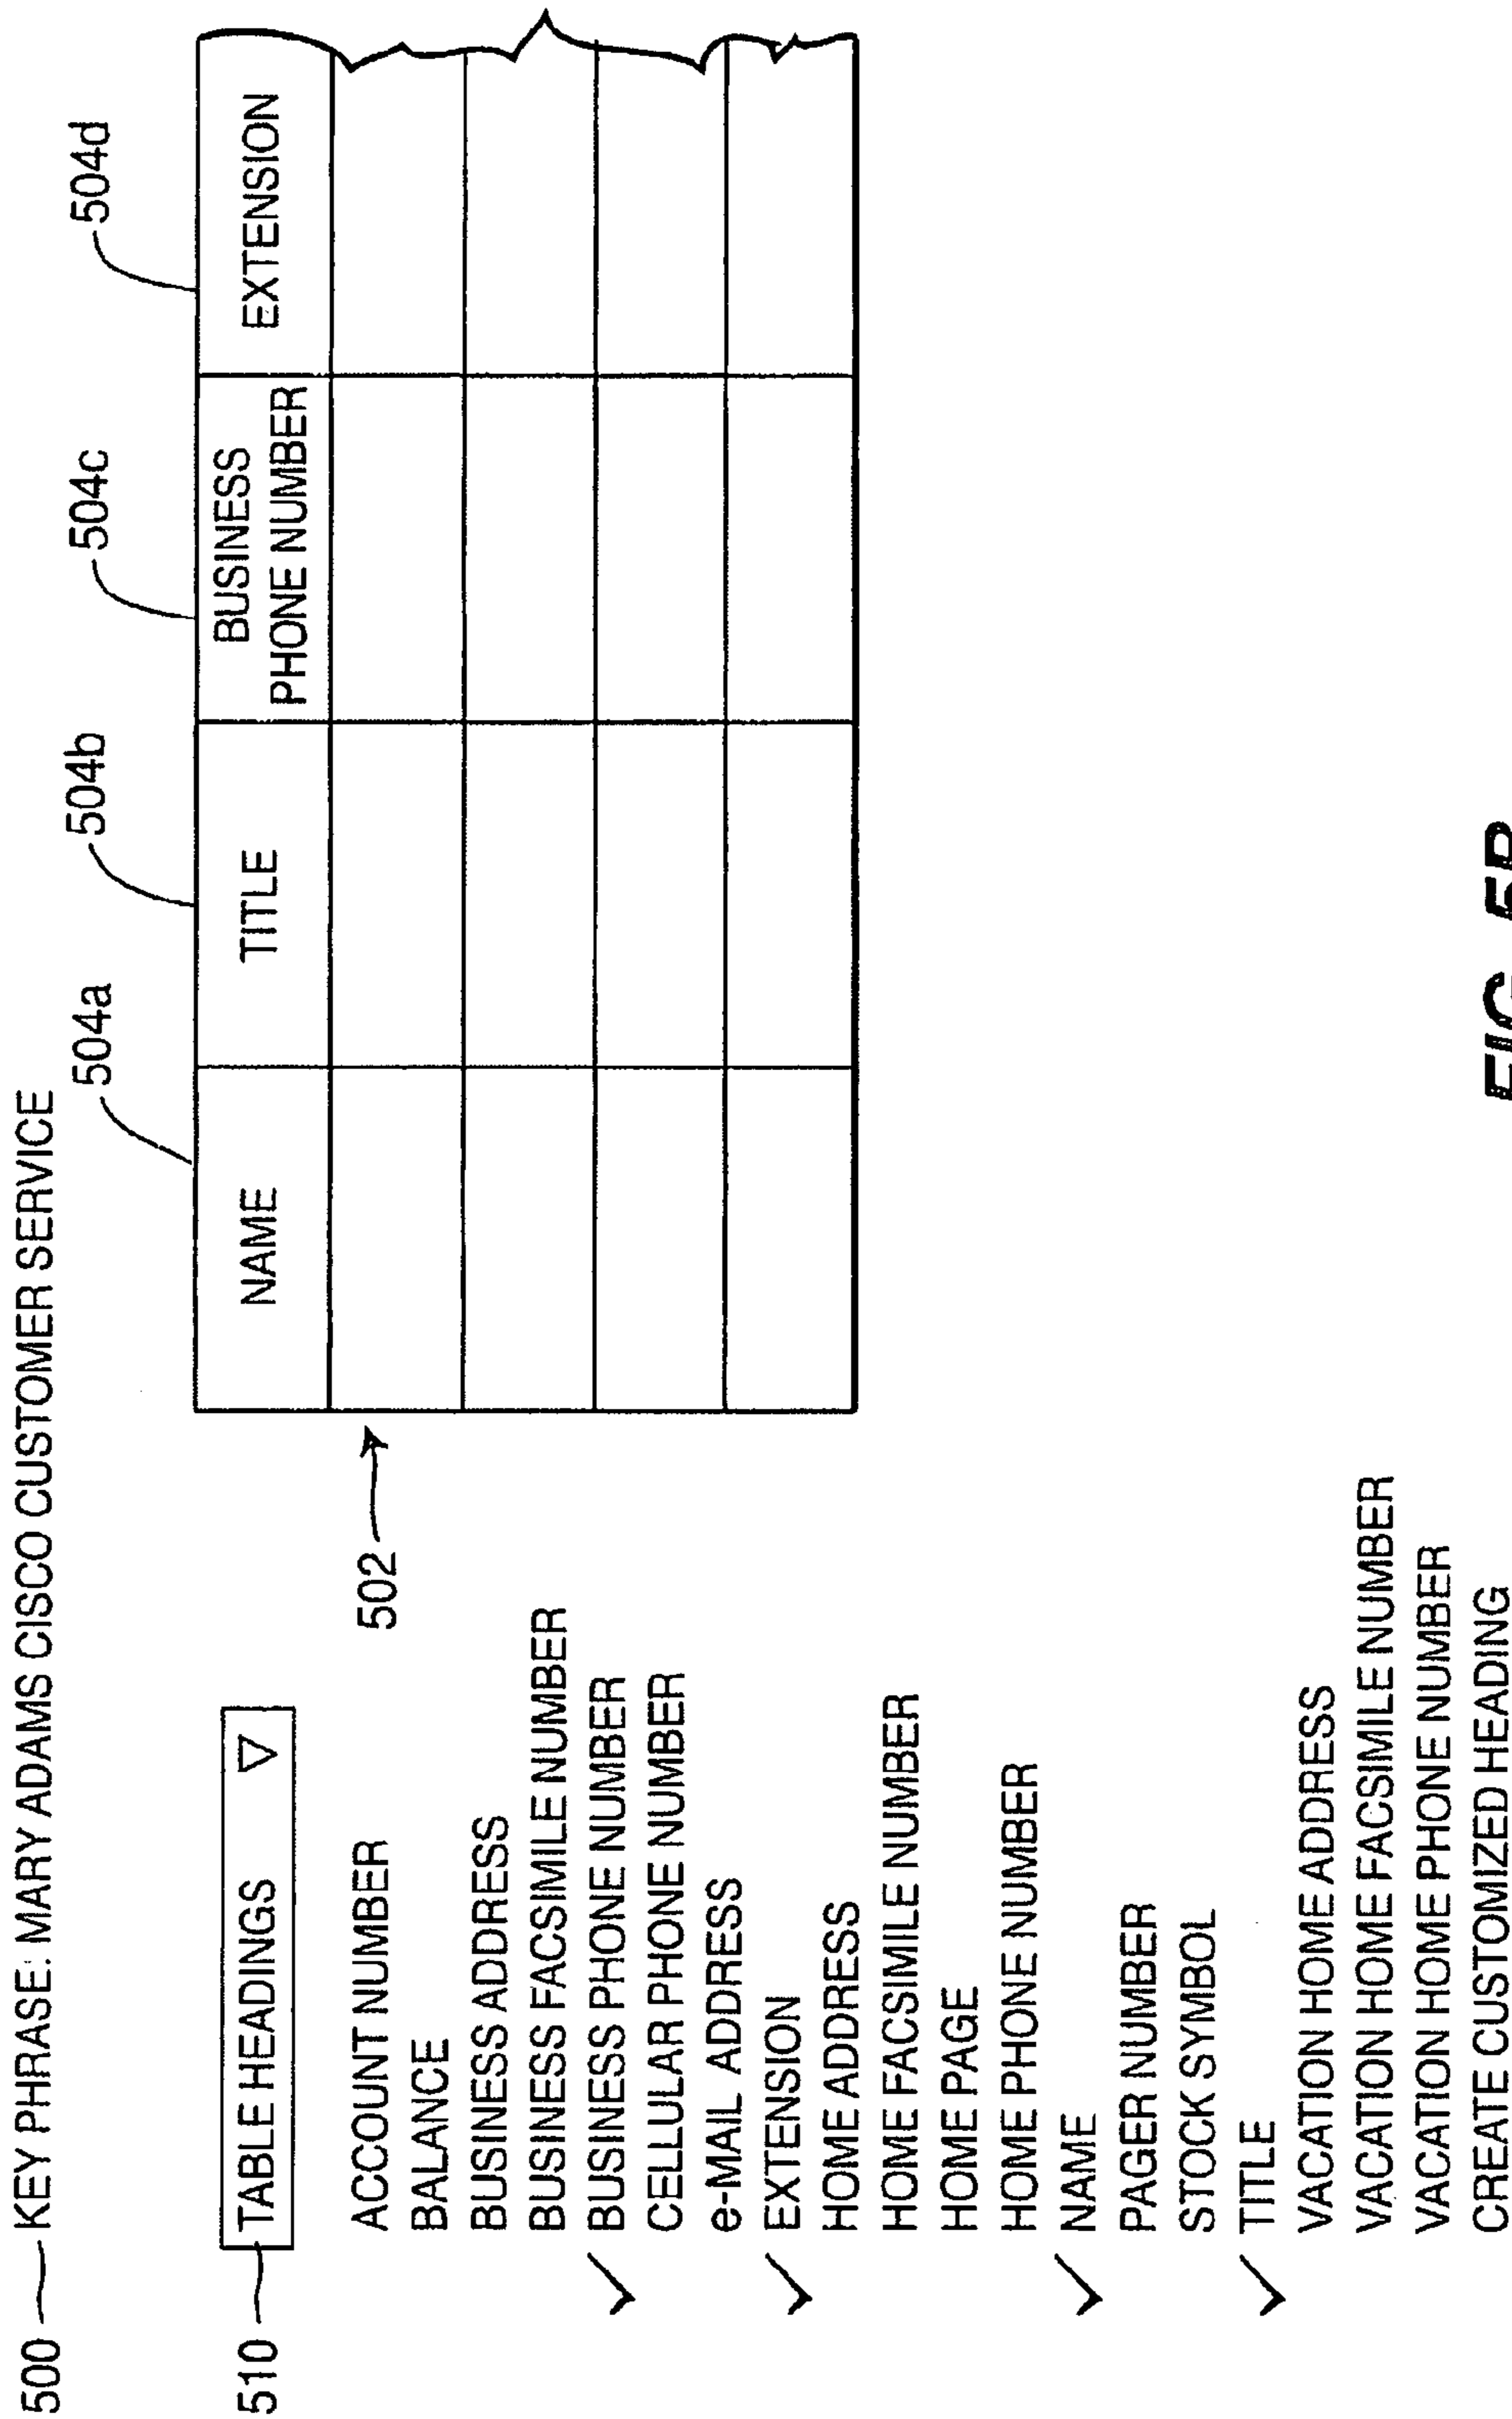 500 KEY PHRASE: MARY ADAMS CISCO CUSTOMER SERVICE
504a
504b
504c
504d
510 TABLE HEADINGS
NAME
TITLE
BUSINESS
PHONE NUMBER
EXTENSION
502
ACCOUNT NUMBER
BALANCE
BUSINESS ADDRESS
BUSINESS FACSIMILE NUMBER
BUSINESS PHONE NUMBER
CELLULAR PHONE NUMBER
e-MAIL ADDRESS
EXTENSION
HOME ADDRESS
HOME FACSIMILE NUMBER
HOME PAGE
HOME PHONE NUMBER
NAME
PAGER NUMBER
STOCK SYMBOL
TITLE
VACATION HOME ADDRESS
VACATION HOME FACSIMILE NUMBER
VACATION HOME PHONE NUMBER
CREATE CUSTOMIZED HEADING